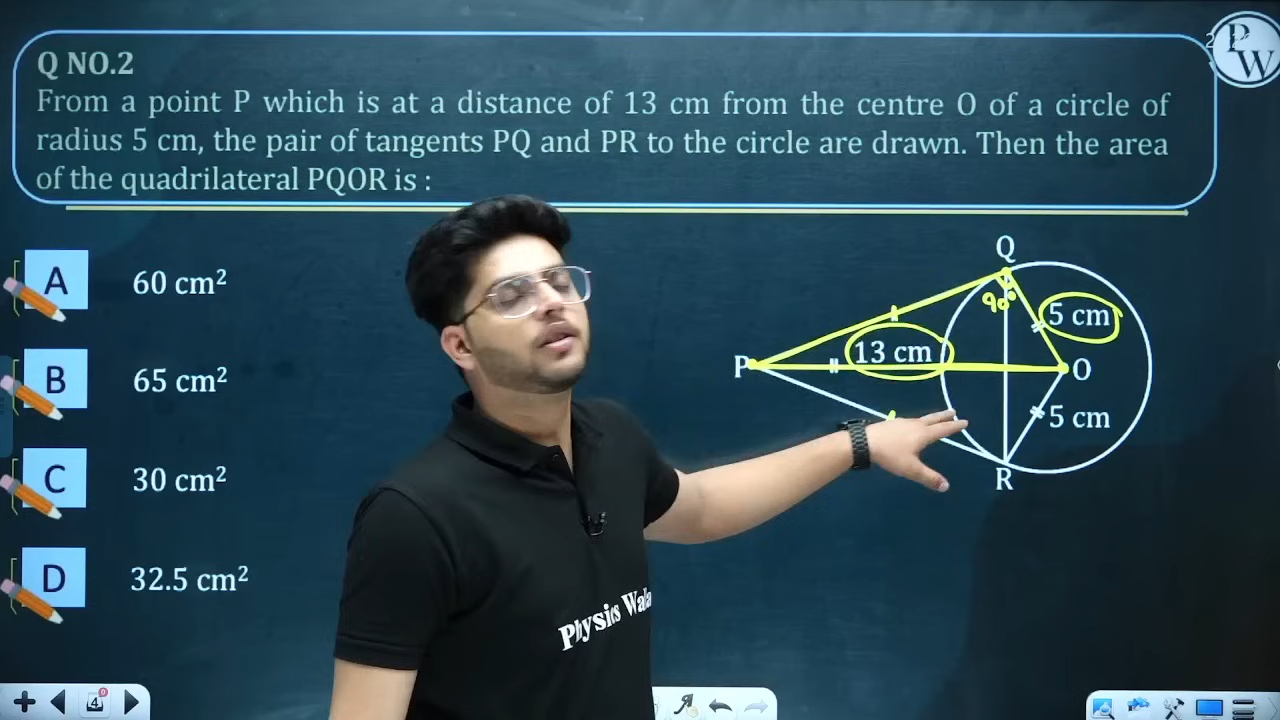 P
W
Q NO.2
From a point P which is at a distance of 13 cm from the centre O of a circle of
radius 5 cm, the pair of tangents PQ and PR to the circle are drawn. Then the area
of the quadrilateral PQOR is :
A 60 cm²
B 65 cm²
C 30 cm²
D 32.5 cm²
Q
90°
5 cm
13 cm
P
O
5 cm
R
Physics Walla
4
0